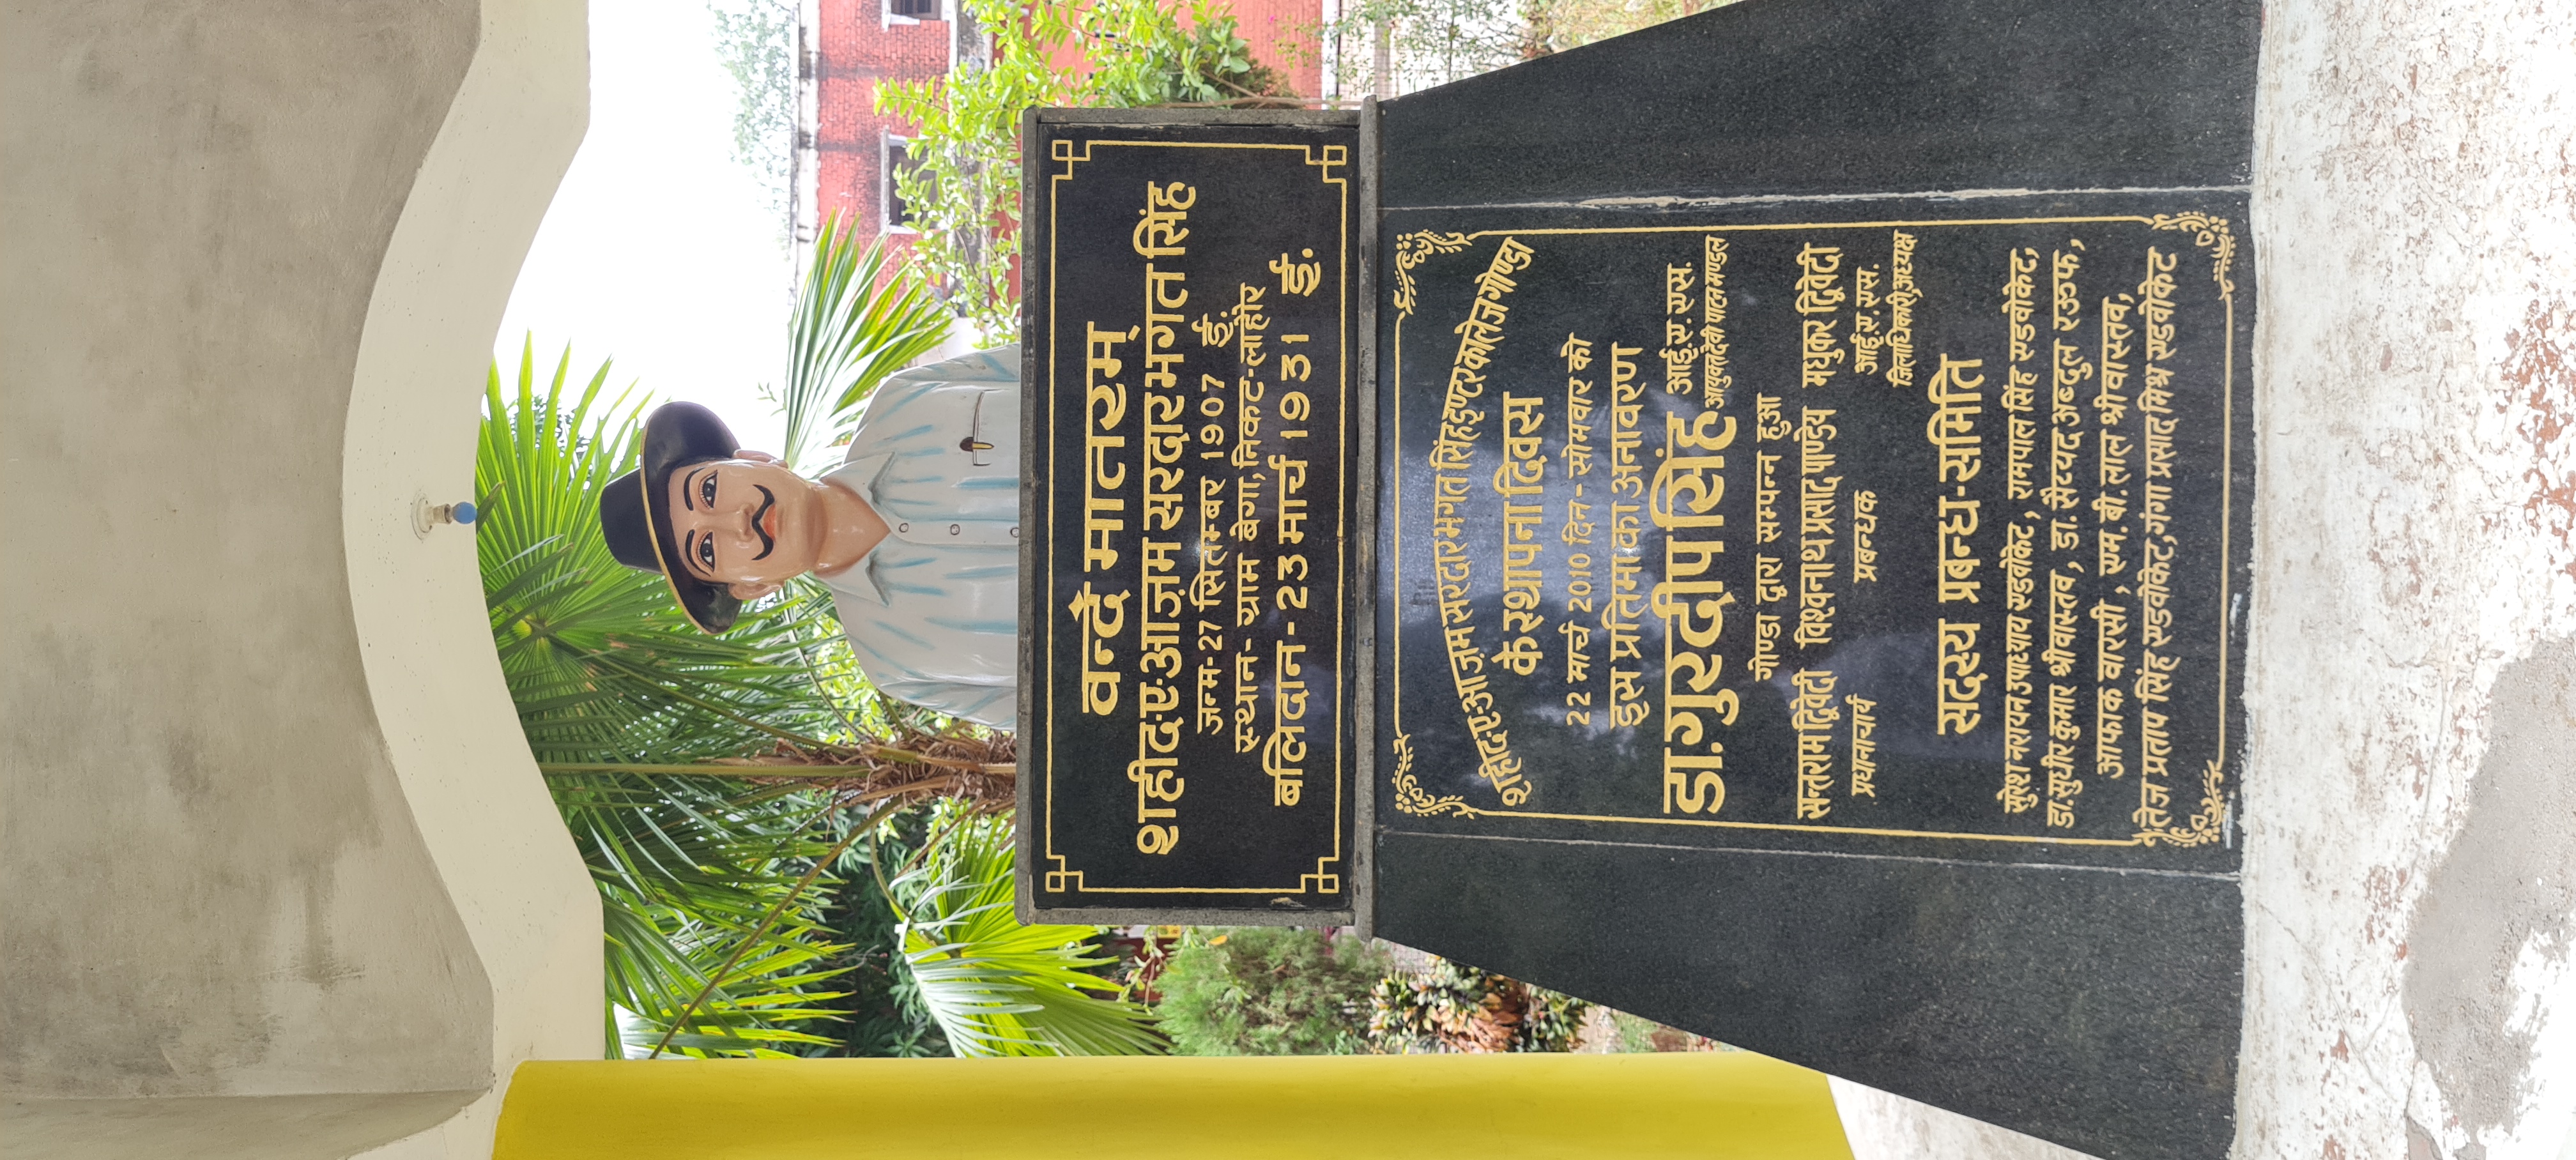 वन्दे मातरम्
शहीद-ए-आज़म सरदार भगत सिंह
जन्म-27 सितम्बर 1907 ई.
स्थान- ग्राम बेगा, निकट-लाहौर
बलिदान-23 मार्च 1931 ई.
शहीद-ए-आज़म सरदार भगत सिंह इण्टर कालेज गोण्डा
के स्थापना दिवस
22 मार्च 2010 दिन-सोमवार को
इस प्रतिमा का अनावरण
डा.गुरदीप सिंह आई.ए.एस.
आयुक्त देवी पाटन मण्डल
गोण्डा द्वारा सम्पन्न हुआ
सन्तराम द्विवेदी विश्वनाथ प्रसाद पाण्डेय मधुकर द्विवेदी
प्रधानाचार्य प्रबन्धक आई.ए.एस.
जिलाधिकारी,अध्यक्ष
सदस्य प्रबन्ध-समिति
सुरेश नरायन उपाध्याय एडवोकेट, रामपाल सिंह एडवोकेट,
डा.सुधीर कुमार श्रीवास्तव, डा. सैय्यद अब्दुल रऊफ,
आफाक वारसी, एम.बी.लाल श्रीवास्तव,
तेज प्रताप सिंह एडवोकेट,गंगा प्रसाद मिश्र एडवोकेट